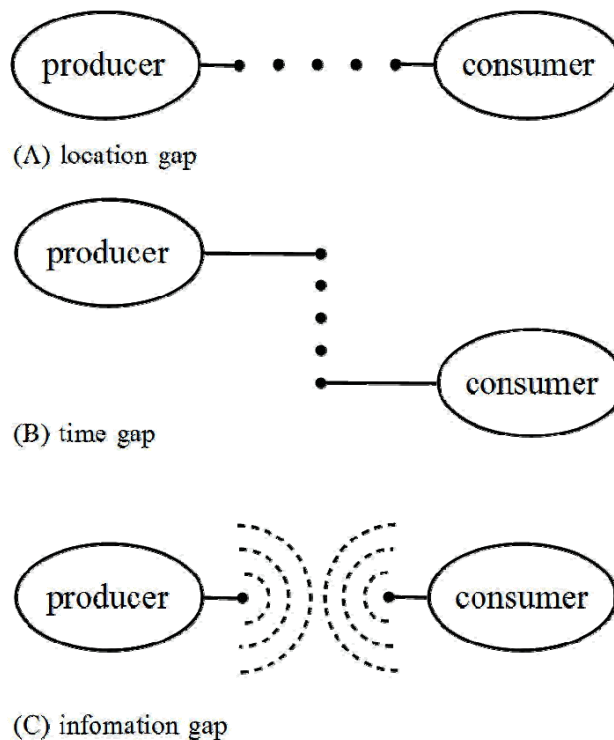 producer consumer
(A) location gap
producer
consumer
(B) time gap
producer consumer
(C) infomation gap